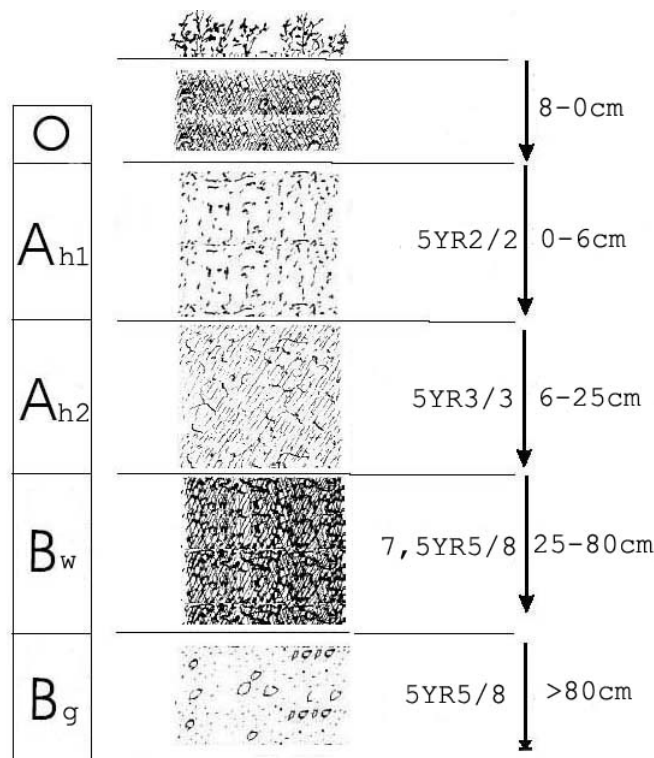 O 8-0cm
Ah1 5YR2/2 0-6cm
Ah2 5YR3/3 6-25cm
Bw 7,5YR5/8 25-80cm
Bg 5YR5/8 >80cm